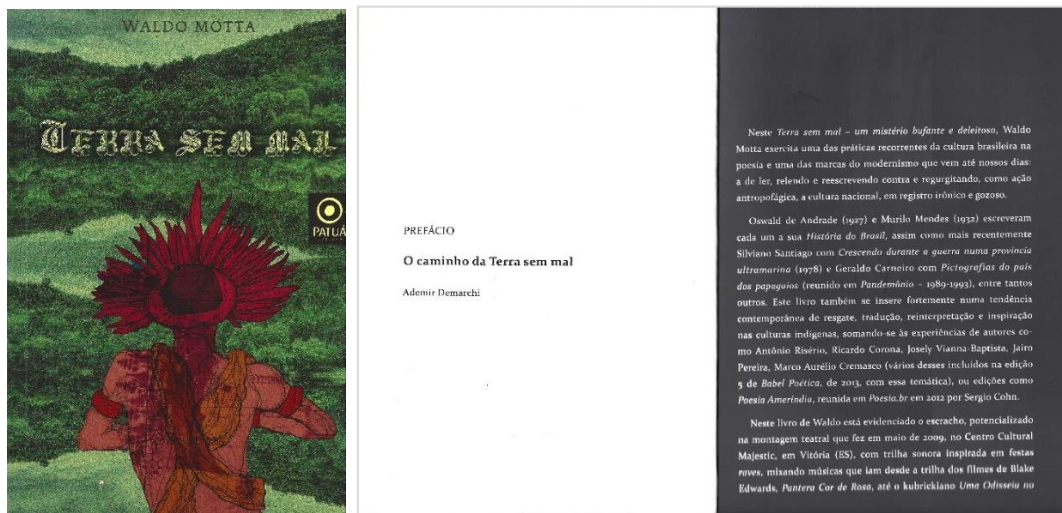 WALDO MOTTA
TERRA SEM MAL
PATUÁ
PREFÁCIO
O caminho da Terra sem mal
Ademir Demarchi
Neste Terra sem mal – um mistério bufante e deleitoso, Waldo
Motta exercita uma das práticas recorrentes da cultura brasileira na
poesia e uma das marcas do modernismo que vem até nossos dias:
a de ler, relendo e reescrevendo contra e regurgitando, como ação
antropofágica, a cultura nacional, em registro irônico e gozoso.
Oswald de Andrade (1927) e Murilo Mendes (1932) escreveram
cada um a sua História do Brasil, assim como mais recentemente
Silviano Santiago com Crescendo durante a guerra numa província
ultramarina (1978) e Geraldo Carneiro com Pictografias do país
dos papagaios (reunido em Pandemônio – 1989-1993), entre tantos
outros. Este livro também se insere fortemente numa tendência
contemporânea de resgate, tradução, reinterpretação e inspiração
nas culturas indígenas, somando-se às experiências de autores co-
mo Antônio Risério, Ricardo Corona, Josely Vianna-Baptista, Jairo
Pereira, Marco Aurélio Cremasco (vários desses incluídos na edição
5 de Babel Poética, de 2013, com essa temática), ou edições como
Poesia Ameríndia, reunida em Poesia.br em 2012 por Sergio Cohn.
Neste livro de Waldo está evidenciado o escracho, potencializado
na montagem teatral que fez em maio de 2009, no Centro Cultural
Majestic, em Vitória (ES), com trilha sonora inspirada em festas
raves, mixando músicas que iam desde a trilha dos filmes de Blake
Edwards, Pantera Cor de Rosa, até o kubrickiano Uma Odisseia no